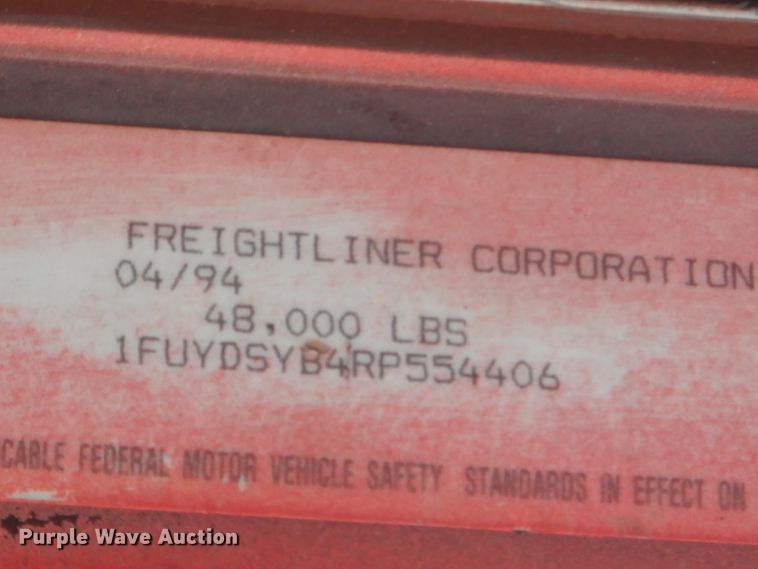 FREIGHTLINER CORPORATION
04/94
48,000 LBS
1FUYDSYB4RP554406
CABLE FEDERAL MOTOR VEHICLE SAFETY STANDARDS IN EFFECT ON
Purple Wave Auction